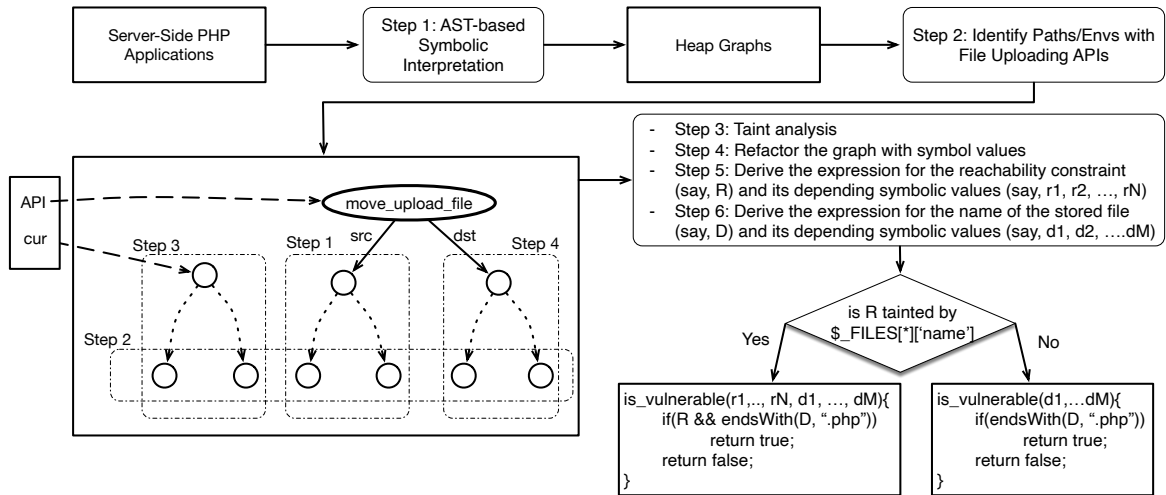 Server-Side PHP
Applications
Step 1: AST-based
Symbolic
Interpretation
Heap Graphs
Step 2: Identify Paths/Envs with
File Uploading APIs
API
cur
move_upload_file
src
dst
Step 3
Step 1
Step 4
Step 2
- Step 3: Taint analysis
- Step 4: Refactor the graph with symbol values
- Step 5: Derive the expression for the reachability constraint
(say, R) and its depending symbolic values (say, r1, r2, …, rN)
- Step 6: Derive the expression for the name of the stored file
(say, D) and its depending symbolic values (say, d1, d2, ….dM)
is R tainted by
$_FILES[*][‘name’]
Yes
No
is_vulnerable(r1,.., rN, d1, …, dM){
if(R && endsWith(D, “.php”))
return true;
return false;
}
is_vulnerable(d1,…dM){
if(endsWith(D, “.php”))
return true;
return false;
}